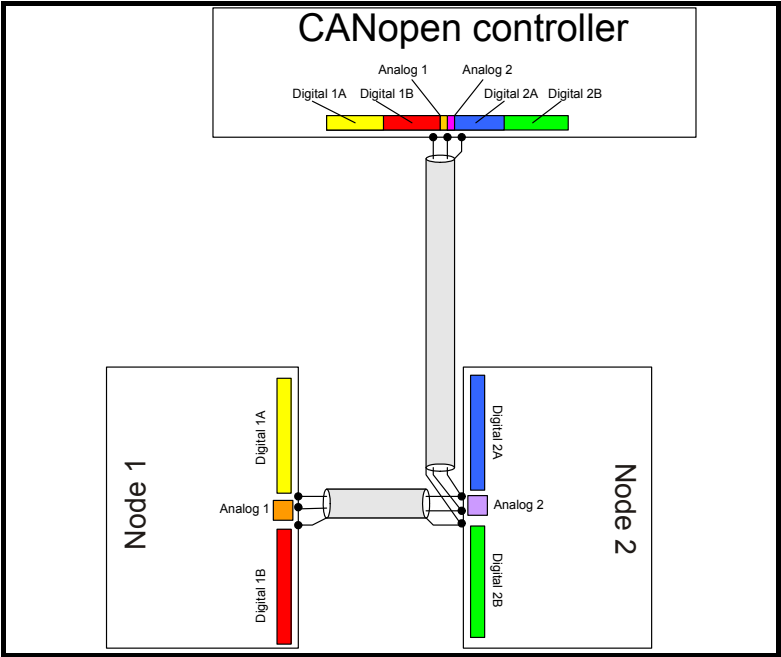 CANopen controller
Analog 1
Analog 2
Digital 1A
Digital 1B
Digital 2A
Digital 2B
Node 1
Digital 1A
Analog 1
Digital 1B
Digital 2A
Analog 2
Digital 2B
Node 2